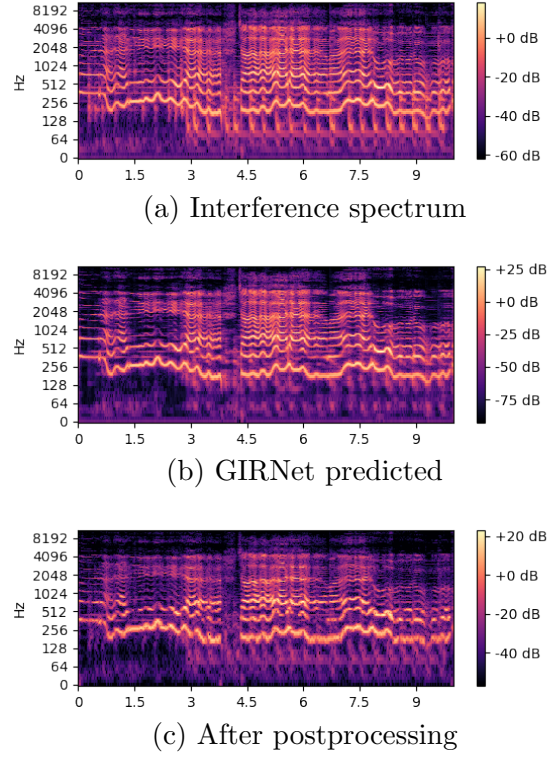 8192
4096
2048
1024
512
256
128
64
0
Hz
0 1.5 3 4.5 6 7.5 9
+0 dB
-20 dB
-40 dB
-60 dB
(a) Interference spectrum
8192
4096
2048
1024
512
256
128
64
0
Hz
0 1.5 3 4.5 6 7.5 9
+25 dB
+0 dB
-25 dB
-50 dB
-75 dB
(b) GIRNet predicted
8192
4096
2048
1024
512
256
128
64
0
Hz
0 1.5 3 4.5 6 7.5 9
+20 dB
+0 dB
-20 dB
-40 dB
(c) After postprocessing